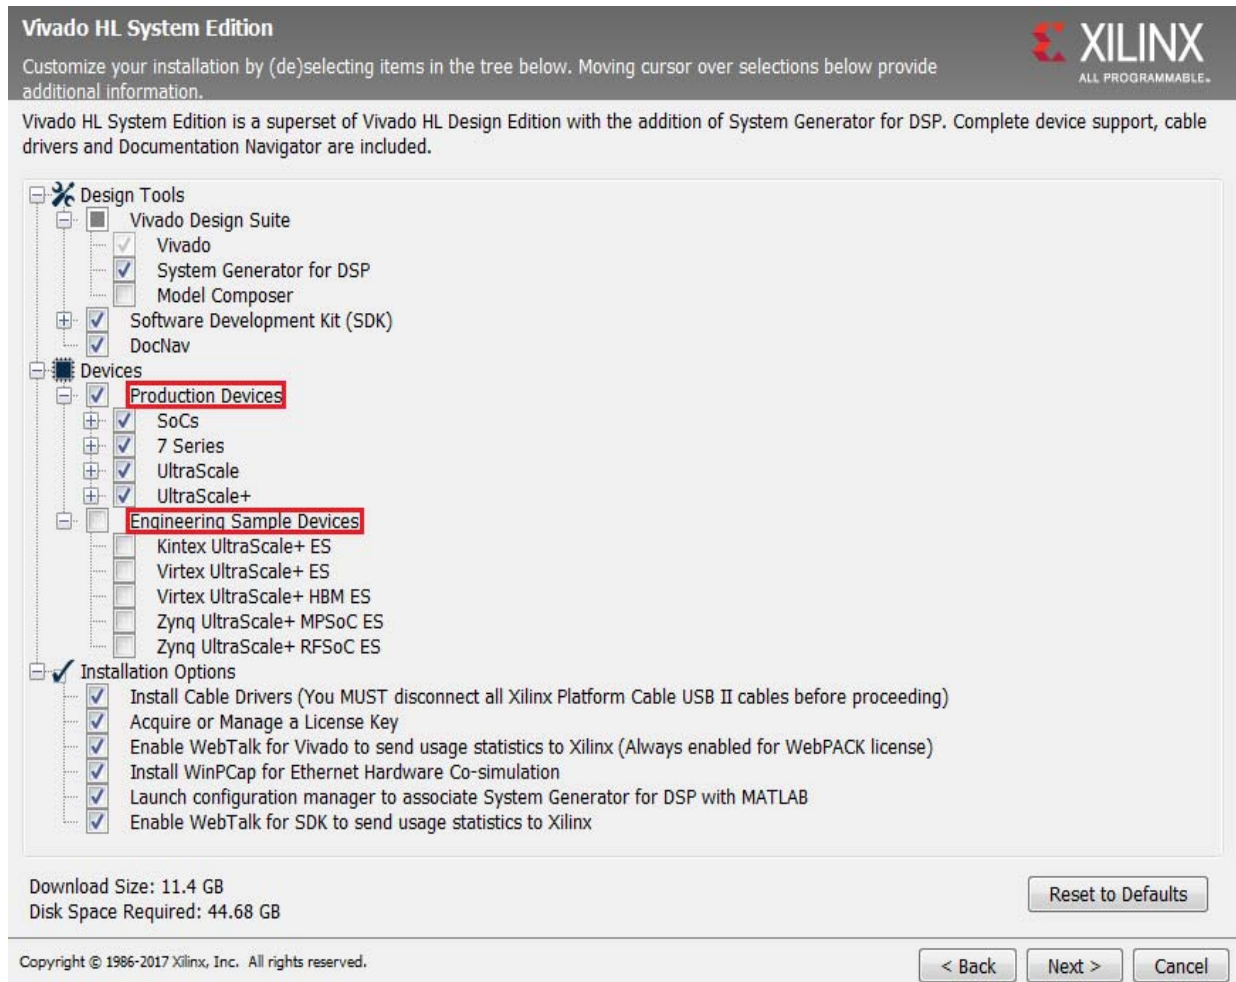 Vivado HL System Edition
XILINX
ALL PROGRAMMABLE.
Customize your installation by (de)selecting items in the tree below. Moving cursor over selections below provide
additional information.
Vivado HL System Edition is a superset of Vivado HL Design Edition with the addition of System Generator for DSP. Complete device support, cable
drivers and Documentation Navigator are included.
Design Tools
Vivado Design Suite
Vivado
System Generator for DSP
Model Composer
Software Development Kit (SDK)
DocNav
Devices
Production Devices
SoCs
7 Series
UltraScale
UltraScale+
Engineering Sample Devices
Kintex UltraScale+ ES
Virtex UltraScale+ ES
Virtex UltraScale+ HBM ES
Zynq UltraScale+ MPSoC ES
Zynq UltraScale+ RFSoC ES
Installation Options
Install Cable Drivers (You MUST disconnect all Xilinx Platform Cable USB II cables before proceeding)
Acquire or Manage a License Key
Enable WebTalk for Vivado to send usage statistics to Xilinx (Always enabled for WebPACK license)
Install WinPCap for Ethernet Hardware Co-simulation
Launch configuration manager to associate System Generator for DSP with MATLAB
Enable WebTalk for SDK to send usage statistics to Xilinx
Download Size: 11.4 GB
Disk Space Required: 44.68 GB
Reset to Defaults
Copyright © 1986-2017 Xilinx, Inc. All rights reserved.
< Back
Next >
Cancel